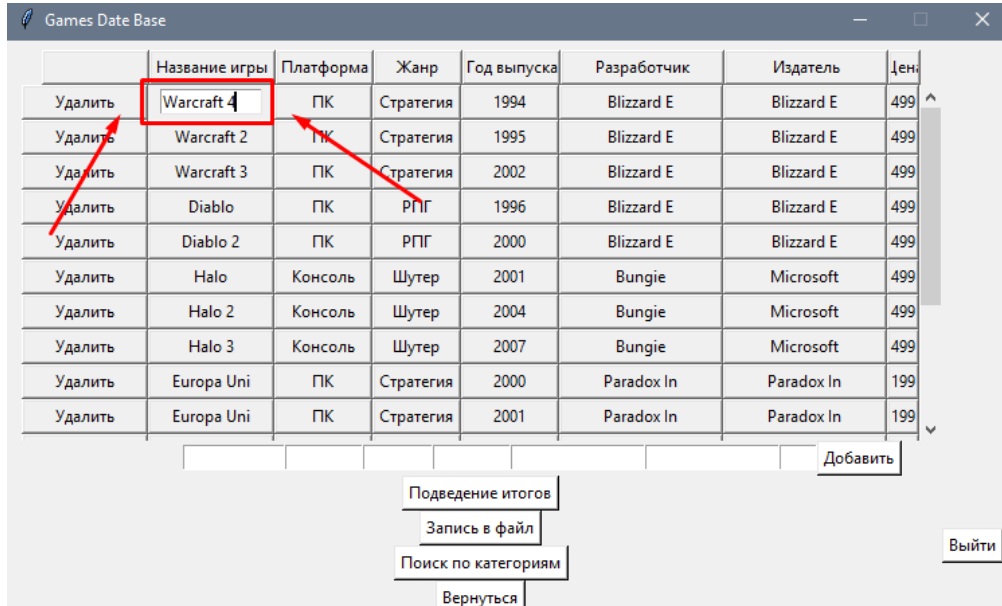 Games Date Base
Название игры Платформа Жанр Год выпуска Разработчик Издатель Цена
Удалить Warcraft 4 ПК Стратегия 1994 Blizzard E Blizzard E 499
Удалить Warcraft 2 ПК Стратегия 1995 Blizzard E Blizzard E 499
Удалить Warcraft 3 ПК Стратегия 2002 Blizzard E Blizzard E 499
Удалить Diablo ПК РПГ 1996 Blizzard E Blizzard E 499
Удалить Diablo 2 ПК РПГ 2000 Blizzard E Blizzard E 499
Удалить Halo Консоль Шутер 2001 Bungie Microsoft 499
Удалить Halo 2 Консоль Шутер 2004 Bungie Microsoft 499
Удалить Halo 3 Консоль Шутер 2007 Bungie Microsoft 499
Удалить Europa Uni ПК Стратегия 2000 Paradox In Paradox In 199
Удалить Europa Uni ПК Стратегия 2001 Paradox In Paradox In 199
Добавить
Подведение итогов
Запись в файл
Выйти
Поиск по категориям
Вернуться